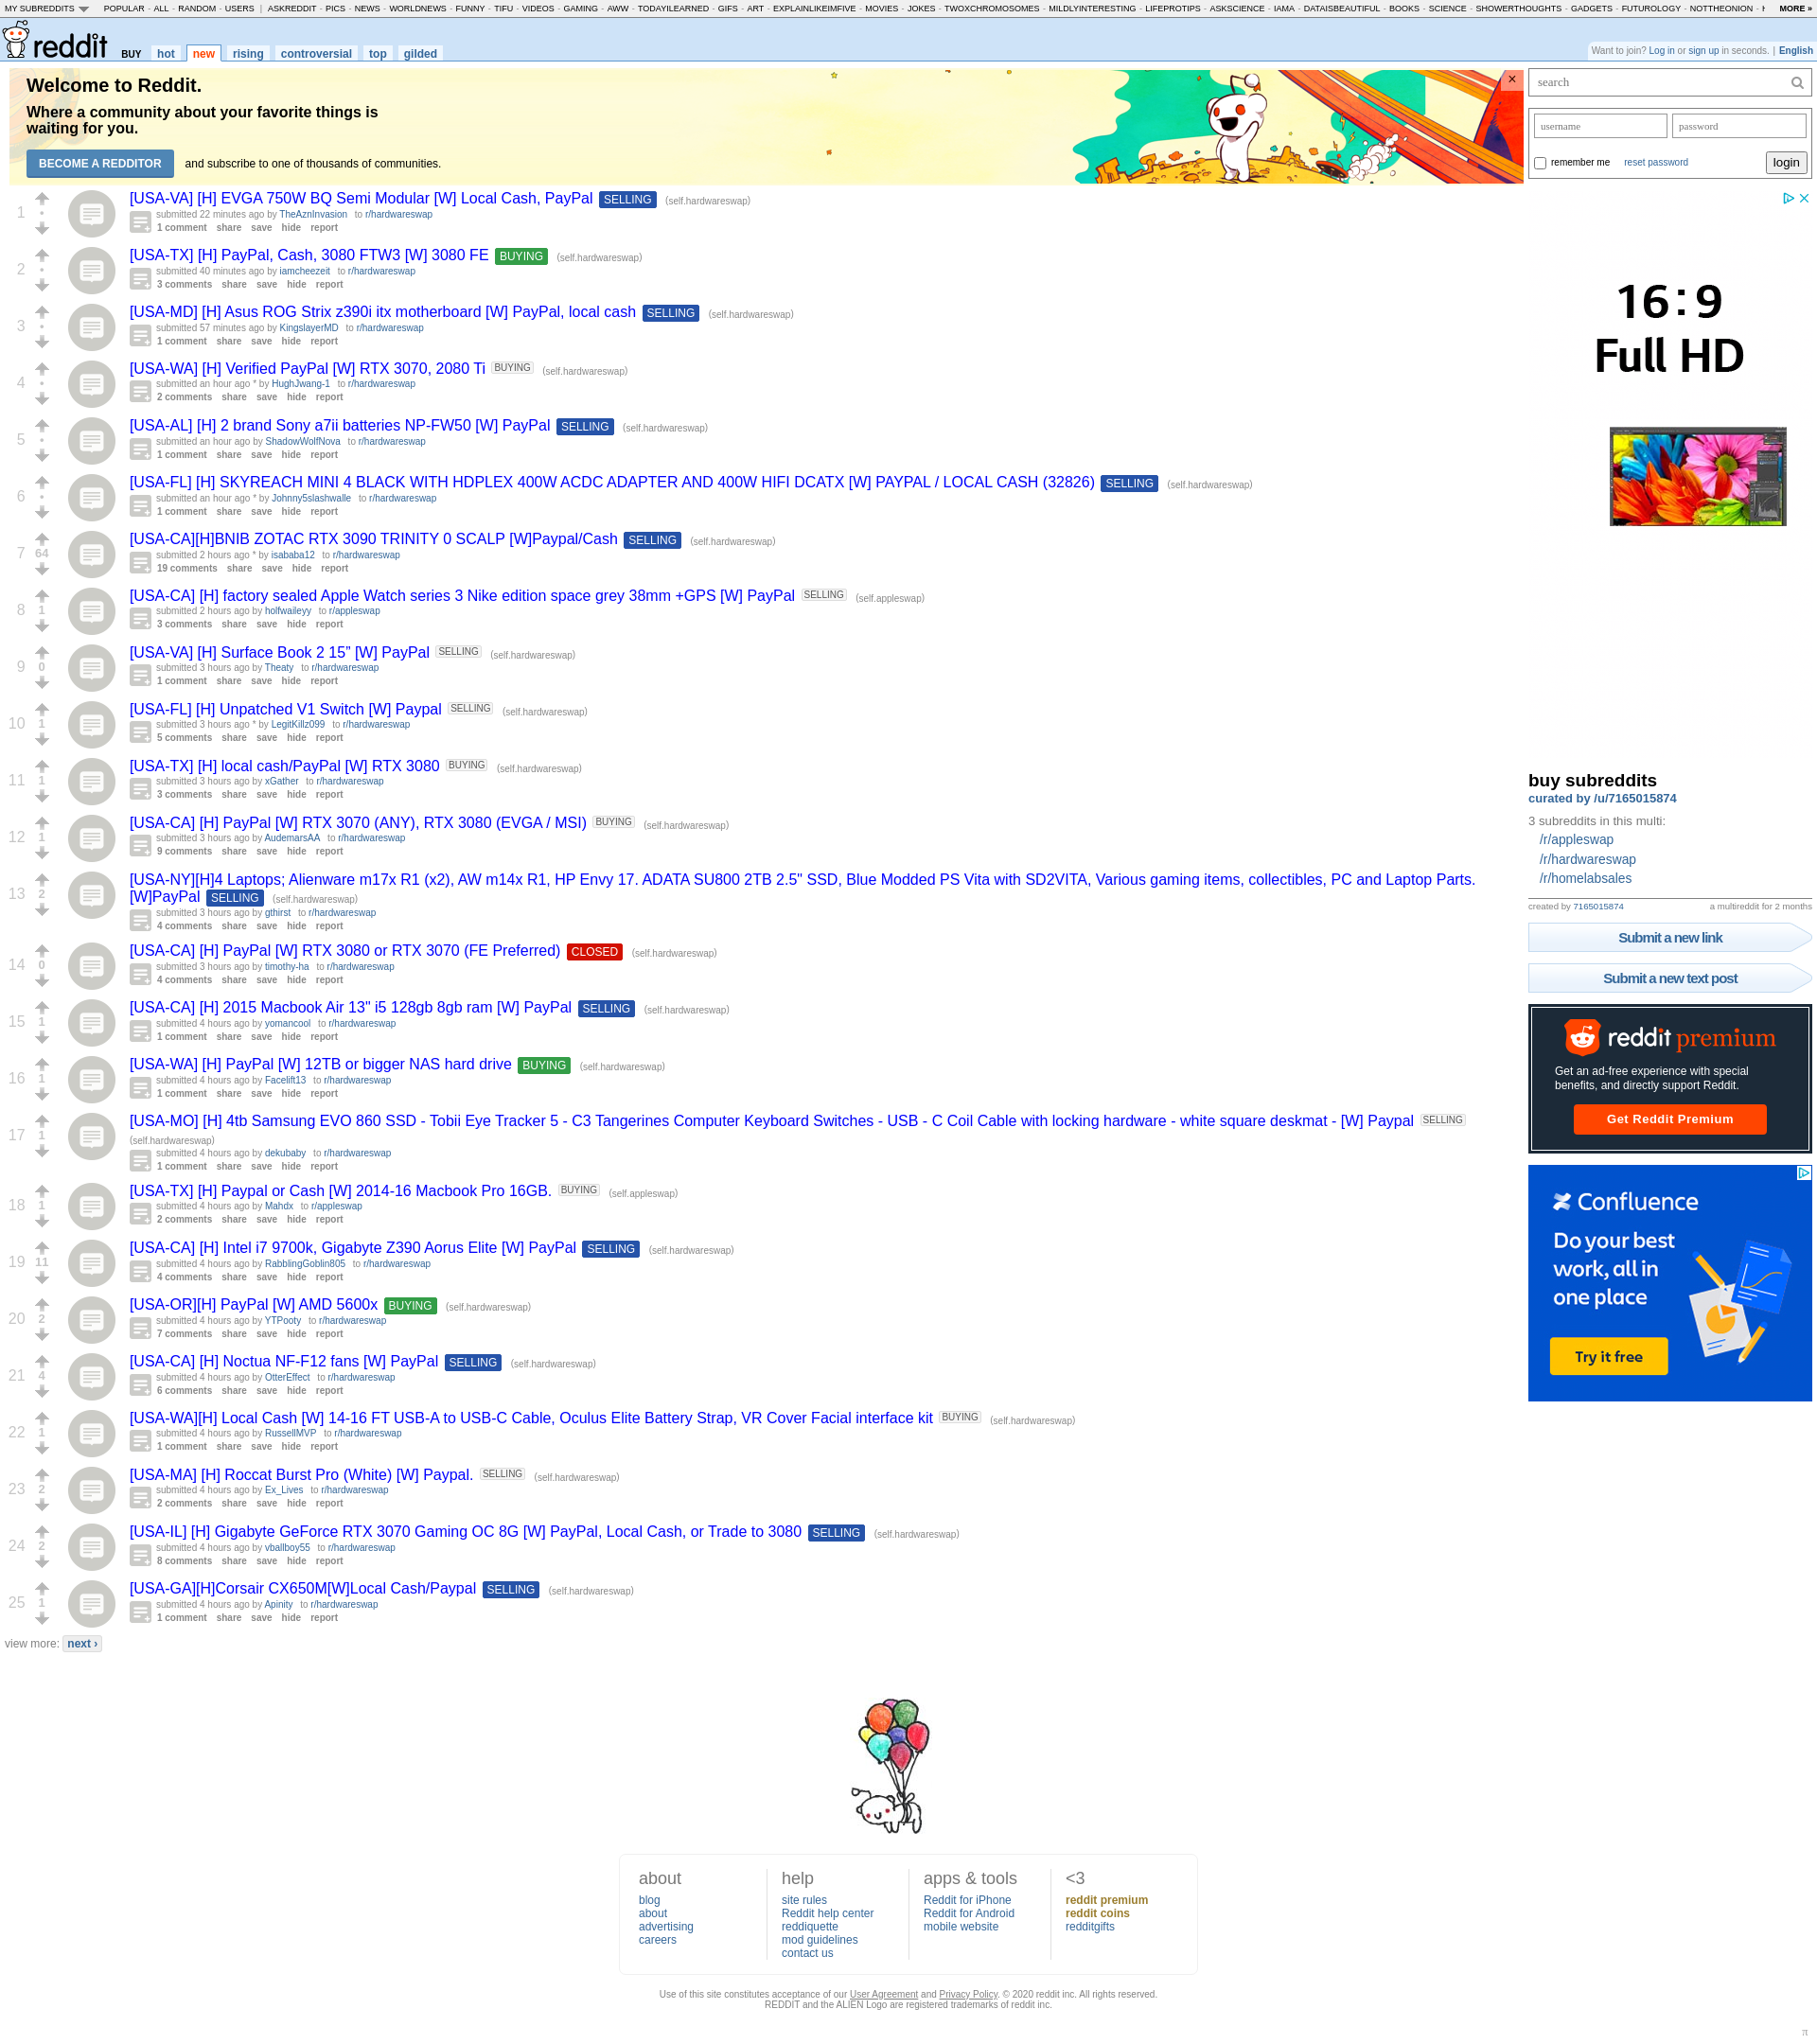 MY SUBREDDITS POPULAR - ALL - RANDOM - USERS | ASKREDDIT - PICS - NEWS - WORLDNEWS - FUNNY - TIFU - VIDEOS - GAMING - AWW - TODAYILEARNED - GIFS - ART - EXPLAINLIKEIMFIVE - MOVIES - JOKES - TWOXCHROMOSOMES - MILDLYINTERESTING - LIFEPROTIPS - ASKSCIENCE - IAMA - DATAISBEAUTIFUL - BOOKS - SCIENCE - SHOWERTHOUGHTS - GADGETS - FUTUROLOGY - NOTTHEONION - MORE »
reddit BUY hot new rising controversial top gilded
Want to join? Log in or sign up in seconds. | English
Welcome to Reddit.
Where a community about your favorite things is
waiting for you.
BECOME A REDDITOR and subscribe to one of thousands of communities.
×
search
username password
remember me reset password login
1
[USA-VA] [H] EVGA 750W BQ Semi Modular [W] Local Cash, PayPal SELLING (self.hardwareswap)
submitted 22 minutes ago by TheAznInvasion to r/hardwareswap
1 comment share save hide report
2
[USA-TX] [H] PayPal, Cash, 3080 FTW3 [W] 3080 FE BUYING (self.hardwareswap)
submitted 40 minutes ago by iamcheezeit to r/hardwareswap
3 comments share save hide report
3
[USA-MD] [H] Asus ROG Strix z390i itx motherboard [W] PayPal, local cash SELLING (self.hardwareswap)
submitted 57 minutes ago by KingslayerMD to r/hardwareswap
1 comment share save hide report
4
[USA-WA] [H] Verified PayPal [W] RTX 3070, 2080 Ti BUYING (self.hardwareswap)
submitted an hour ago * by HughJwang-1 to r/hardwareswap
2 comments share save hide report
5
[USA-AL] [H] 2 brand Sony a7ii batteries NP-FW50 [W] PayPal SELLING (self.hardwareswap)
submitted an hour ago by ShadowWolfNova to r/hardwareswap
1 comment share save hide report
6
[USA-FL] [H] SKYREACH MINI 4 BLACK WITH HDPLEX 400W ACDC ADAPTER AND 400W HIFI DCATX [W] PAYPAL / LOCAL CASH (32826) SELLING (self.hardwareswap)
submitted an hour ago * by Johnny5slashwalle to r/hardwareswap
1 comment share save hide report
7 64
[USA-CA][H]BNIB ZOTAC RTX 3090 TRINITY 0 SCALP [W]Paypal/Cash SELLING (self.hardwareswap)
submitted 2 hours ago * by isababa12 to r/hardwareswap
19 comments share save hide report
8 1
[USA-CA] [H] factory sealed Apple Watch series 3 Nike edition space grey 38mm +GPS [W] PayPal SELLING (self.appleswap)
submitted 2 hours ago by holfwaileyy to r/appleswap
3 comments share save hide report
9 0
[USA-VA] [H] Surface Book 2 15” [W] PayPal SELLING (self.hardwareswap)
submitted 3 hours ago by Theaty to r/hardwareswap
1 comment share save hide report
10 1
[USA-FL] [H] Unpatched V1 Switch [W] Paypal SELLING (self.hardwareswap)
submitted 3 hours ago * by LegitKillz099 to r/hardwareswap
5 comments share save hide report
11 1
[USA-TX] [H] local cash/PayPal [W] RTX 3080 BUYING (self.hardwareswap)
submitted 3 hours ago by xGather to r/hardwareswap
3 comments share save hide report
12 1
[USA-CA] [H] PayPal [W] RTX 3070 (ANY), RTX 3080 (EVGA / MSI) BUYING (self.hardwareswap)
submitted 3 hours ago by AudemarsAA to r/hardwareswap
9 comments share save hide report
13 2
[USA-NY][H]4 Laptops; Alienware m17x R1 (x2), AW m14x R1, HP Envy 17. ADATA SU800 2TB 2.5" SSD, Blue Modded PS Vita with SD2VITA, Various gaming items, collectibles, PC and Laptop Parts.
[W]PayPal SELLING (self.hardwareswap)
submitted 3 hours ago by gthirst to r/hardwareswap
4 comments share save hide report
14 0
[USA-CA] [H] PayPal [W] RTX 3080 or RTX 3070 (FE Preferred) CLOSED (self.hardwareswap)
submitted 3 hours ago by timothy-ha to r/hardwareswap
4 comments share save hide report
15 1
[USA-CA] [H] 2015 Macbook Air 13" i5 128gb 8gb ram [W] PayPal SELLING (self.hardwareswap)
submitted 4 hours ago by yomancool to r/hardwareswap
1 comment share save hide report
16 1
[USA-WA] [H] PayPal [W] 12TB or bigger NAS hard drive BUYING (self.hardwareswap)
submitted 4 hours ago by Facelift13 to r/hardwareswap
1 comment share save hide report
17 1
[USA-MO] [H] 4tb Samsung EVO 860 SSD - Tobii Eye Tracker 5 - C3 Tangerines Computer Keyboard Switches - USB - C Coil Cable with locking hardware - white square deskmat - [W] Paypal SELLING
(self.hardwareswap)
submitted 4 hours ago by dekubaby to r/hardwareswap
1 comment share save hide report
18 1
[USA-TX] [H] Paypal or Cash [W] 2014-16 Macbook Pro 16GB. BUYING (self.appleswap)
submitted 4 hours ago by Mahdx to r/appleswap
2 comments share save hide report
19 11
[USA-CA] [H] Intel i7 9700k, Gigabyte Z390 Aorus Elite [W] PayPal SELLING (self.hardwareswap)
submitted 4 hours ago by RabblingGoblin805 to r/hardwareswap
4 comments share save hide report
20 2
[USA-OR][H] PayPal [W] AMD 5600x BUYING (self.hardwareswap)
submitted 4 hours ago by YTPooty to r/hardwareswap
7 comments share save hide report
21 4
[USA-CA] [H] Noctua NF-F12 fans [W] PayPal SELLING (self.hardwareswap)
submitted 4 hours ago by OtterEffect to r/hardwareswap
6 comments share save hide report
22 1
[USA-WA][H] Local Cash [W] 14-16 FT USB-A to USB-C Cable, Oculus Elite Battery Strap, VR Cover Facial interface kit BUYING (self.hardwareswap)
submitted 4 hours ago by RussellMVP to r/hardwareswap
1 comment share save hide report
23 2
[USA-MA] [H] Roccat Burst Pro (White) [W] Paypal. SELLING (self.hardwareswap)
submitted 4 hours ago by Ex_Lives to r/hardwareswap
2 comments share save hide report
24 2
[USA-IL] [H] Gigabyte GeForce RTX 3070 Gaming OC 8G [W] PayPal, Local Cash, or Trade to 3080 SELLING (self.hardwareswap)
submitted 4 hours ago by vballboy55 to r/hardwareswap
8 comments share save hide report
25 1
[USA-GA][H]Corsair CX650M[W]Local Cash/Paypal SELLING (self.hardwareswap)
submitted 4 hours ago by Apinity to r/hardwareswap
1 comment share save hide report
view more: next ›
16:9
Full HD
buy subreddits
curated by /u/7165015874
3 subreddits in this multi:
/r/appleswap
/r/hardwareswap
/r/homelabsales
created by 7165015874 a multireddit for 2 months
Submit a new link
Submit a new text post
reddit premium
Get an ad-free experience with special
benefits, and directly support Reddit.
Get Reddit Premium
Confluence
Do your best
work, all in
one place
Try it free
about
blog
about
advertising
careers
help
site rules
Reddit help center
reddiquette
mod guidelines
contact us
apps & tools
Reddit for iPhone
Reddit for Android
mobile website
<3
reddit premium
reddit coins
redditgifts
Use of this site constitutes acceptance of our User Agreement and Privacy Policy. © 2020 reddit inc. All rights reserved.
REDDIT and the ALIEN Logo are registered trademarks of reddit inc.
π